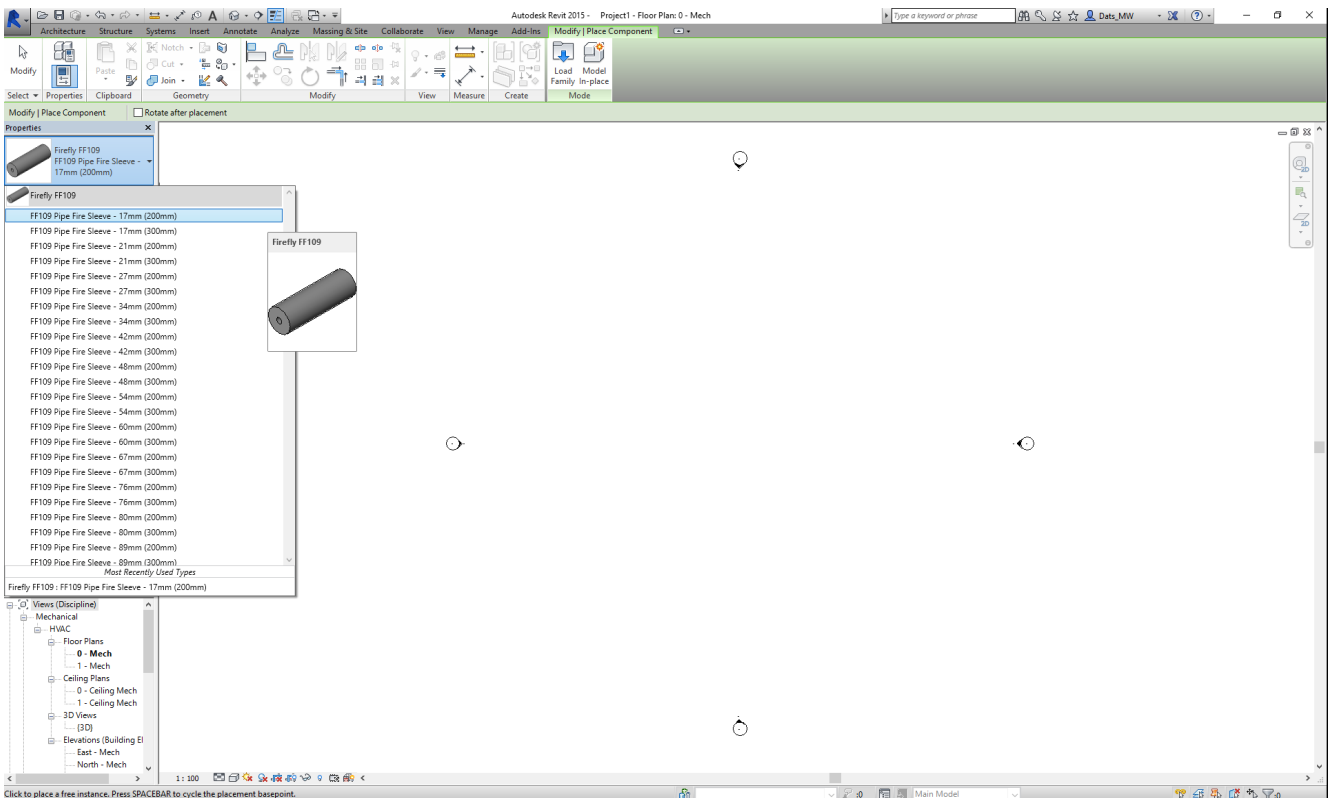 Autodesk Revit 2015 - Project1 - Floor Plan: 0 - Mech
Type a keyword or phrase
Dats_MW
Architecture Structure Systems Insert Annotate Analyze Massing & Site Collaborate View Manage Add-Ins Modify | Place Component
Modify
Paste
Notch
Cut
Join
Load Family
Model In-place
Select Properties Clipboard Geometry Modify View Measure Create Mode
Modify | Place Component Rotate after placement
Properties
Firefly FF109
FF109 Pipe Fire Sleeve -
17mm (200mm)
Firefly FF109
FF109 Pipe Fire Sleeve - 17mm (200mm)
FF109 Pipe Fire Sleeve - 17mm (300mm)
FF109 Pipe Fire Sleeve - 21mm (200mm)
FF109 Pipe Fire Sleeve - 21mm (300mm)
FF109 Pipe Fire Sleeve - 27mm (200mm)
FF109 Pipe Fire Sleeve - 27mm (300mm)
FF109 Pipe Fire Sleeve - 34mm (200mm)
FF109 Pipe Fire Sleeve - 34mm (300mm)
FF109 Pipe Fire Sleeve - 42mm (200mm)
FF109 Pipe Fire Sleeve - 42mm (300mm)
FF109 Pipe Fire Sleeve - 48mm (200mm)
FF109 Pipe Fire Sleeve - 48mm (300mm)
FF109 Pipe Fire Sleeve - 54mm (200mm)
FF109 Pipe Fire Sleeve - 54mm (300mm)
FF109 Pipe Fire Sleeve - 60mm (200mm)
FF109 Pipe Fire Sleeve - 60mm (300mm)
FF109 Pipe Fire Sleeve - 67mm (200mm)
FF109 Pipe Fire Sleeve - 67mm (300mm)
FF109 Pipe Fire Sleeve - 76mm (200mm)
FF109 Pipe Fire Sleeve - 76mm (300mm)
FF109 Pipe Fire Sleeve - 80mm (200mm)
FF109 Pipe Fire Sleeve - 80mm (300mm)
FF109 Pipe Fire Sleeve - 89mm (200mm)
FF109 Pipe Fire Sleeve - 89mm (300mm)
Most Recently Used Types
Firefly FF109 : FF109 Pipe Fire Sleeve - 17mm (200mm)
Firefly FF109
Views (Discipline)
Mechanical
HVAC
Floor Plans
0 - Mech
1 - Mech
Ceiling Plans
0 - Ceiling Mech
1 - Ceiling Mech
3D Views
{3D}
Elevations (Building El
East - Mech
North - Mech
2D
3D
1 : 100
Click to place a free instance. Press SPACEBAR to cycle the placement basepoint.
:0
Main Model
:0